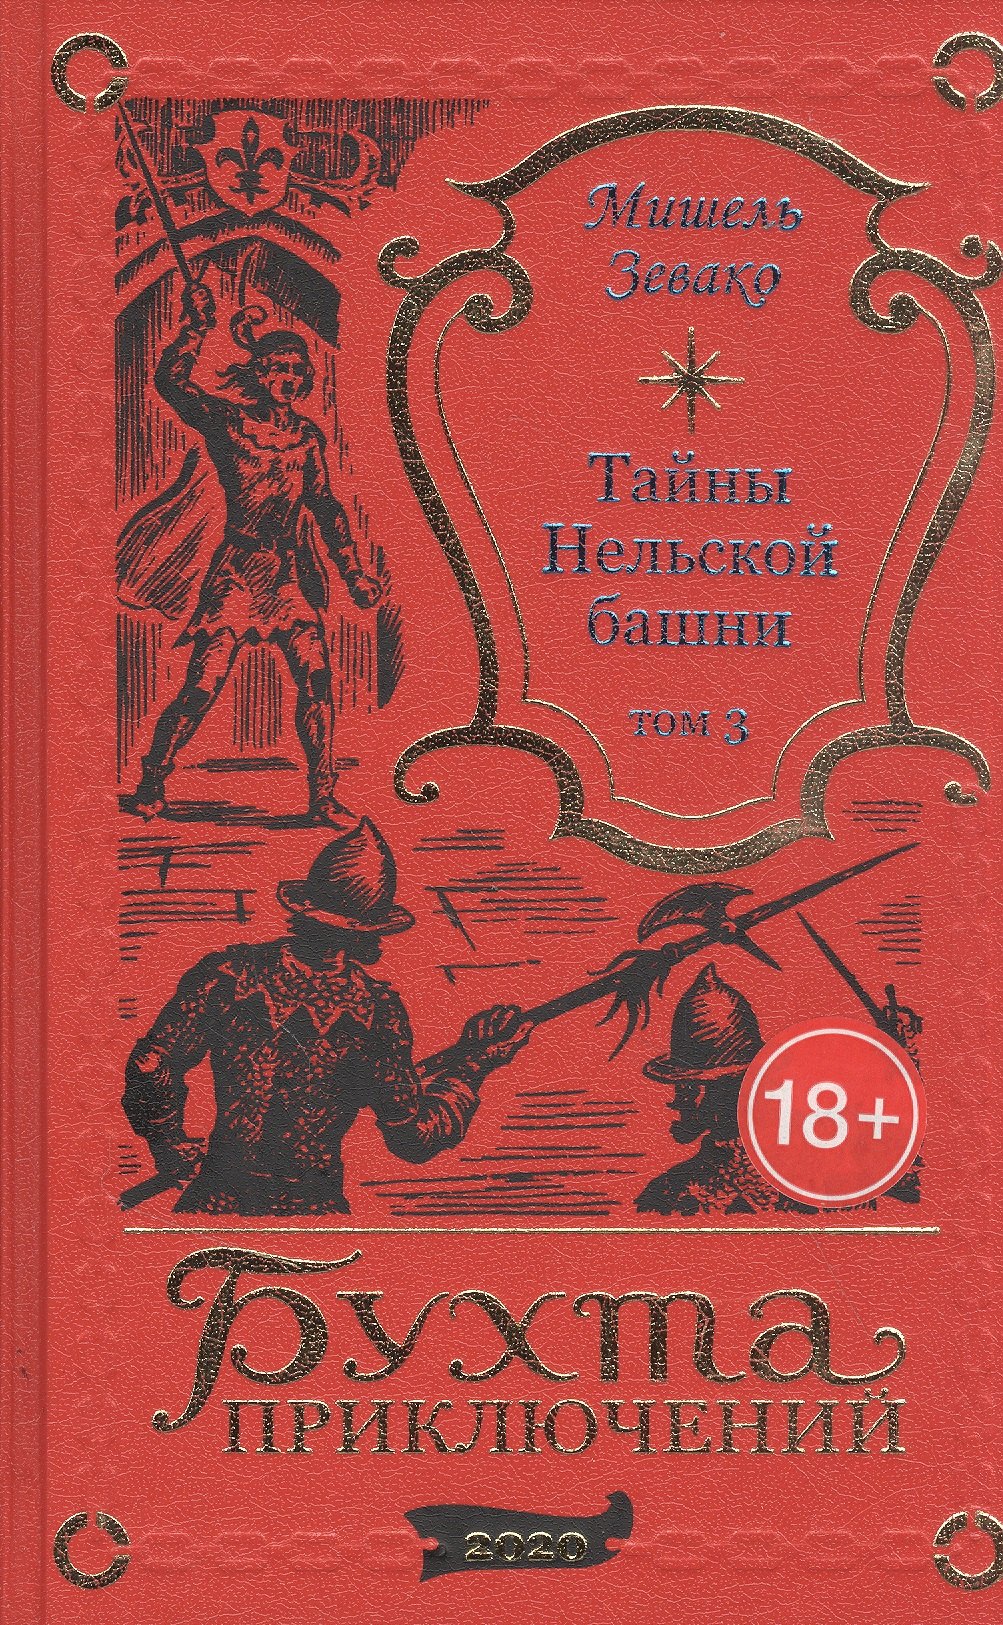 Мишель
Зевако
Тайны
Нельской
башни
том 3
18+
Бухта
ПРИКЛЮЧЕНИЙ
2020